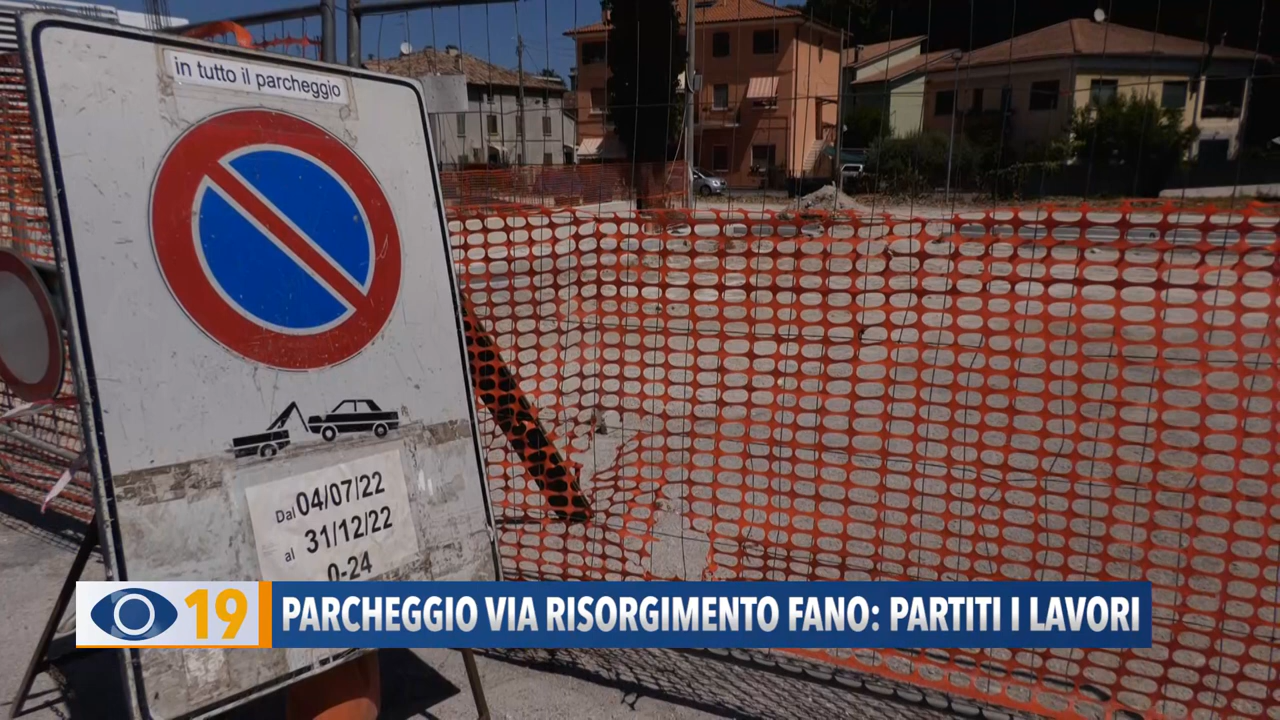 in tutto il parcheggio
Dal 04/07/22
al 31/12/22
0-24
19 PARCHEGGIO VIA RISORGIMENTO FANO: PARTITI I LAVORI